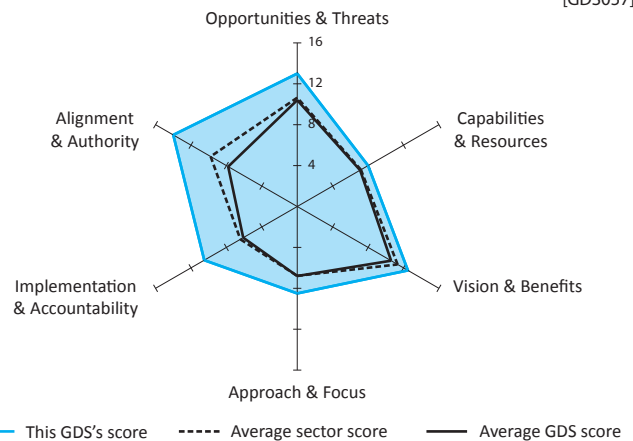 Opportunities & Threats
16
12
8
4
Alignment
& Authority
Capabilities
& Resources
Implementation
& Accountability
Vision & Benefits
Approach & Focus
This GDS's score
Average sector score
Average GDS score